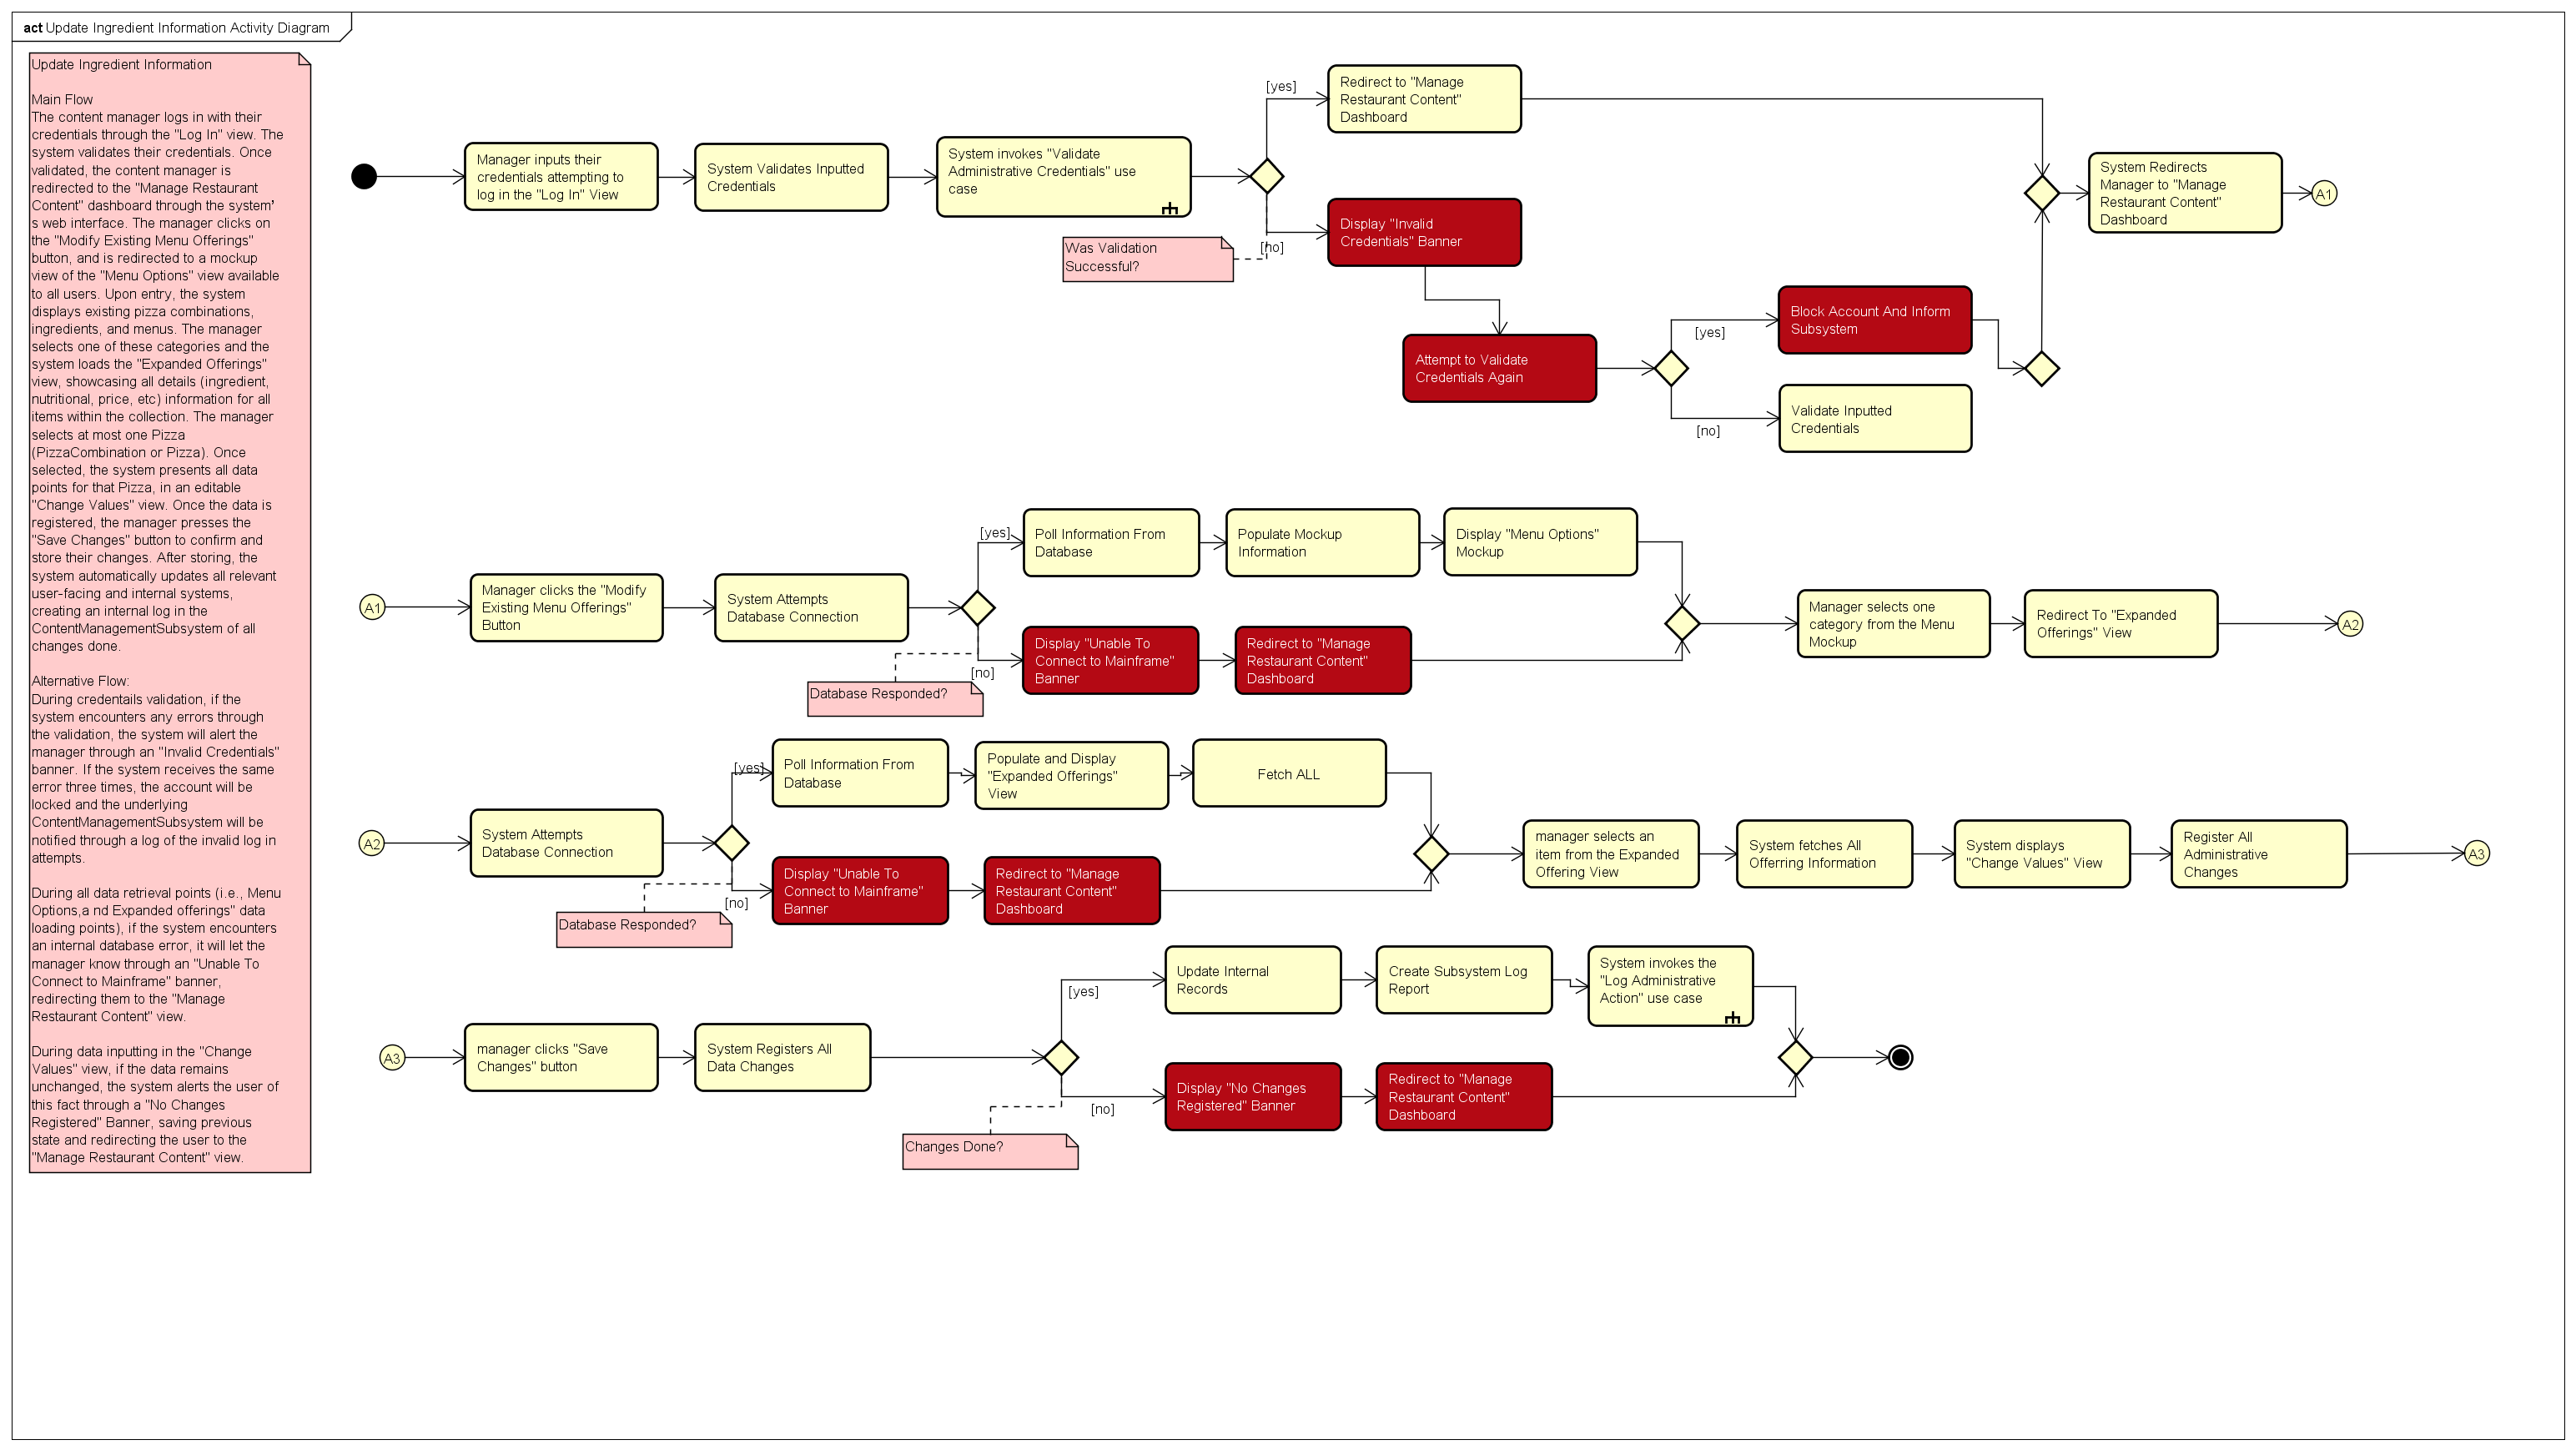 act Update Ingredient Information Activity Diagram
Update Ingredient Information
Main Flow
The content manager logs in with their
credentials through the "Log In" view. The
system validates their credentials. Once
validated, the content manager is
redirected to the "Manage Restaurant
Content" dashboard through the system'
s web interface. The manager clicks on
the "Modify Existing Menu Offerings"
button, and is redirected to a mockup
view of the "Menu Options" view available
to all users. Upon entry, the system
displays existing pizza combinations,
ingredients, and menus. The manager
selects one of these categories and the
system loads the "Expanded Offerings"
view, showcasing all details (ingredient,
nutritional, price, etc) information for all
items within the collection. The manager
selects at most one Pizza
(PizzaCombination or Pizza). Once
selected, the system presents all data
points for that Pizza, in an editable
"Change Values" view. Once the data is
registered, the manager presses the
"Save Changes" button to confirm and
store their changes. After storing, the
system automatically updates all relevant
user-facing and internal systems,
creating an internal log in the
ContentManagementSubsystem of all
changes done.
Alternative Flow:
During credentails validation, if the
system encounters any errors through
the validation, the system will alert the
manager through an "Invalid Credentials"
banner. If the system receives the same
error three times, the account will be
locked and the underlying
ContentManagementSubsystem will be
notified through a log of the invalid log in
attempts.
During all data retrieval points (i.e., Menu
Options,a nd Expanded offerings" data
loading points), if the system encounters
an internal database error, it will let the
manager know through an "Unable To
Connect to Mainframe" banner,
redirecting them to the "Manage
Restaurant Content" view.
During data inputting in the "Change
Values" view, if the data remains
unchanged, the system alerts the user of
this fact through a "No Changes
Registered" Banner, saving previous
state and redirecting the user to the
"Manage Restaurant Content" view.
Manager inputs their
credentials attempting to
log in the "Log In" View
System Validates Inputted
Credentials
System invokes "Validate
Administrative Credentials" use
case
Was Validation
Successful?
[yes]
Redirect to "Manage
Restaurant Content"
Dashboard
[no]
Display "Invalid
Credentials" Banner
Attempt to Validate
Credentials Again
[yes]
Block Account And Inform
Subsystem
[no]
Validate Inputted
Credentials
System Redirects
Manager to "Manage
Restaurant Content"
Dashboard
A1
A1
Manager clicks the "Modify
Existing Menu Offerings"
Button
System Attempts
Database Connection
Database Responded?
[yes]
Poll Information From
Database
Populate Mockup
Information
Display "Menu Options"
Mockup
[no]
Display "Unable To
Connect to Mainframe"
Banner
Redirect to "Manage
Restaurant Content"
Dashboard
Manager selects one
category from the Menu
Mockup
Redirect To "Expanded
Offerings" View
A2
A2
System Attempts
Database Connection
Database Responded?
[yes]
Poll Information From
Database
Populate and Display
"Expanded Offerings"
View
Fetch ALL
[no]
Display "Unable To
Connect to Mainframe"
Banner
Redirect to "Manage
Restaurant Content"
Dashboard
manager selects an
item from the Expanded
Offering View
System fetches All
Offerring Information
System displays
"Change Values" View
Register All
Administrative
Changes
A3
A3
manager clicks "Save
Changes" button
System Registers All
Data Changes
Changes Done?
[yes]
Update Internal
Records
Create Subsystem Log
Report
System invokes the
"Log Administrative
Action" use case
[no]
Display "No Changes
Registered" Banner
Redirect to "Manage
Restaurant Content"
Dashboard